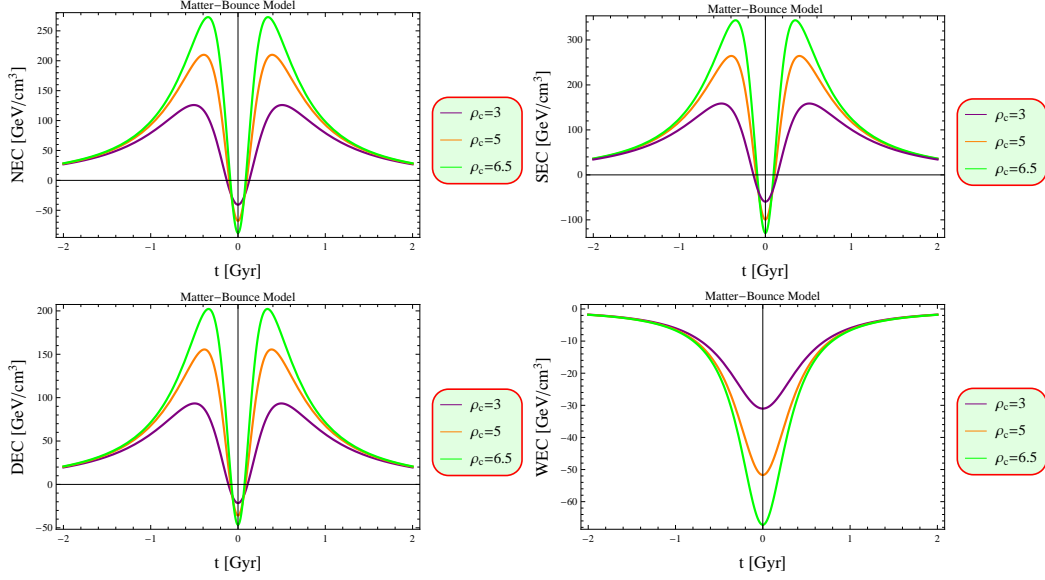 Matter-Bounce Model
NEC [GeV/cm³]
250
200
150
100
50
0
-50
-2
-1
0
1
2
t [Gyr]
ρc=3
ρc=5
ρc=6.5
Matter-Bounce Model
SEC [GeV/cm³]
300
200
100
0
-100
-2
-1
0
1
2
t [Gyr]
ρc=3
ρc=5
ρc=6.5
Matter-Bounce Model
DEC [GeV/cm³]
200
150
100
50
0
-50
-2
-1
0
1
2
t [Gyr]
ρc=3
ρc=5
ρc=6.5
Matter-Bounce Model
WEC [GeV/cm³]
0
-10
-20
-30
-40
-50
-60
-2
-1
0
1
2
t [Gyr]
ρc=3
ρc=5
ρc=6.5